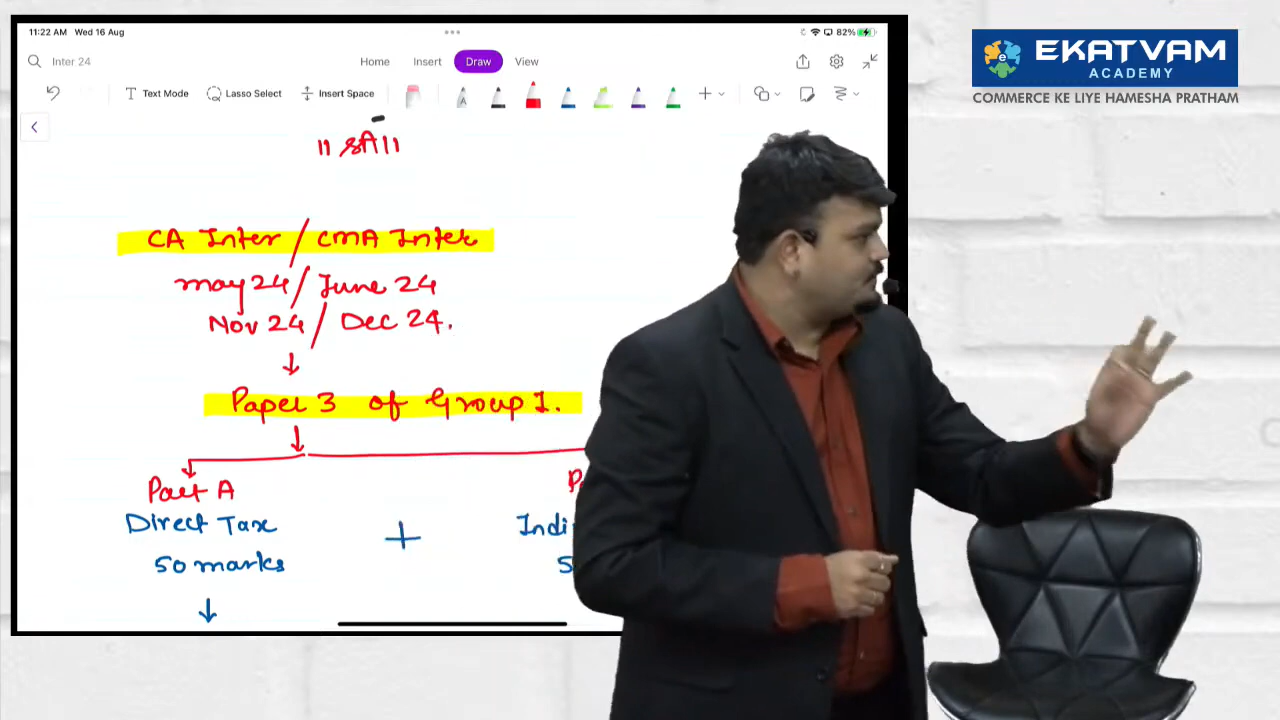 11:22 AM Wed 16 Aug
82%
Inter 24
Home Insert Draw View
Text Mode Lasso Select Insert Space
CA Inter / CMA Inter
May 24 / June 24
Nov 24 / Dec 24.
Paper 3 of Group I.
Part A
Direct Tax + Indi
50 marks 5
EKATVAM
ACADEMY
COMMERCE KE LIYE HAMESHA PRATHAM